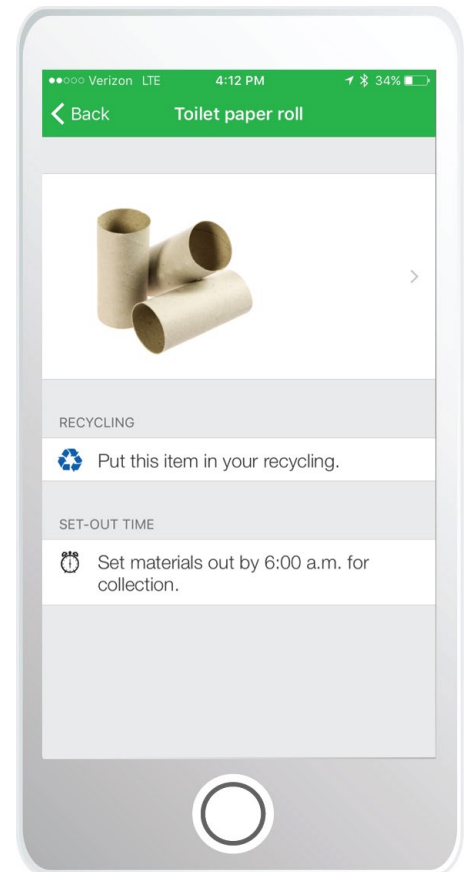 Verizon LTE 4:12 PM 34%
Back Toilet paper roll
RECYCLING
Put this item in your recycling.
SET-OUT TIME
Set materials out by 6:00 a.m. for
collection.